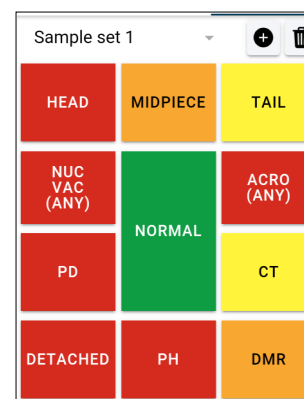 Sample set 1
HEAD MIDPIECE TAIL
NUC
VAC
(ANY)
ACRO
(ANY)
NORMAL
PD CT
DETACHED PH DMR